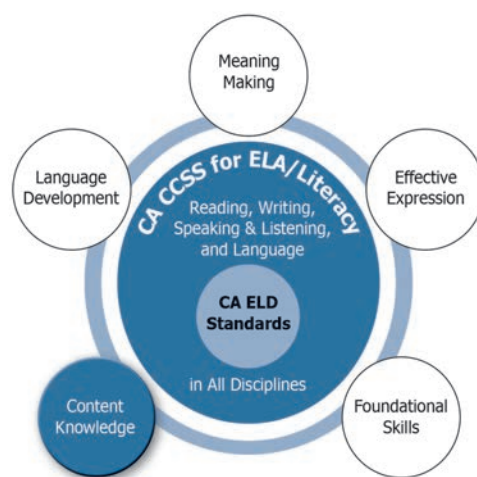 Meaning
Making
Language
Development
Effective
Expression
CA CCSS for ELA/Literacy
Reading, Writing,
Speaking & Listening,
and Language
CA ELD
Standards
in All Disciplines
Content
Knowledge
Foundational
Skills